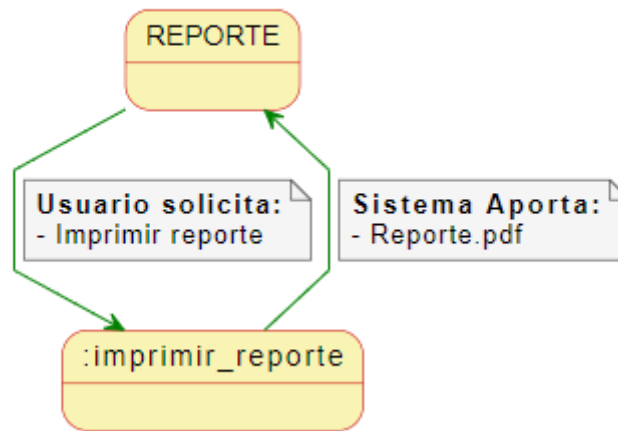 REPORTE
Usuario solicita:
- Imprimir reporte
Sistema Aporta:
- Reporte.pdf
:imprimir_reporte